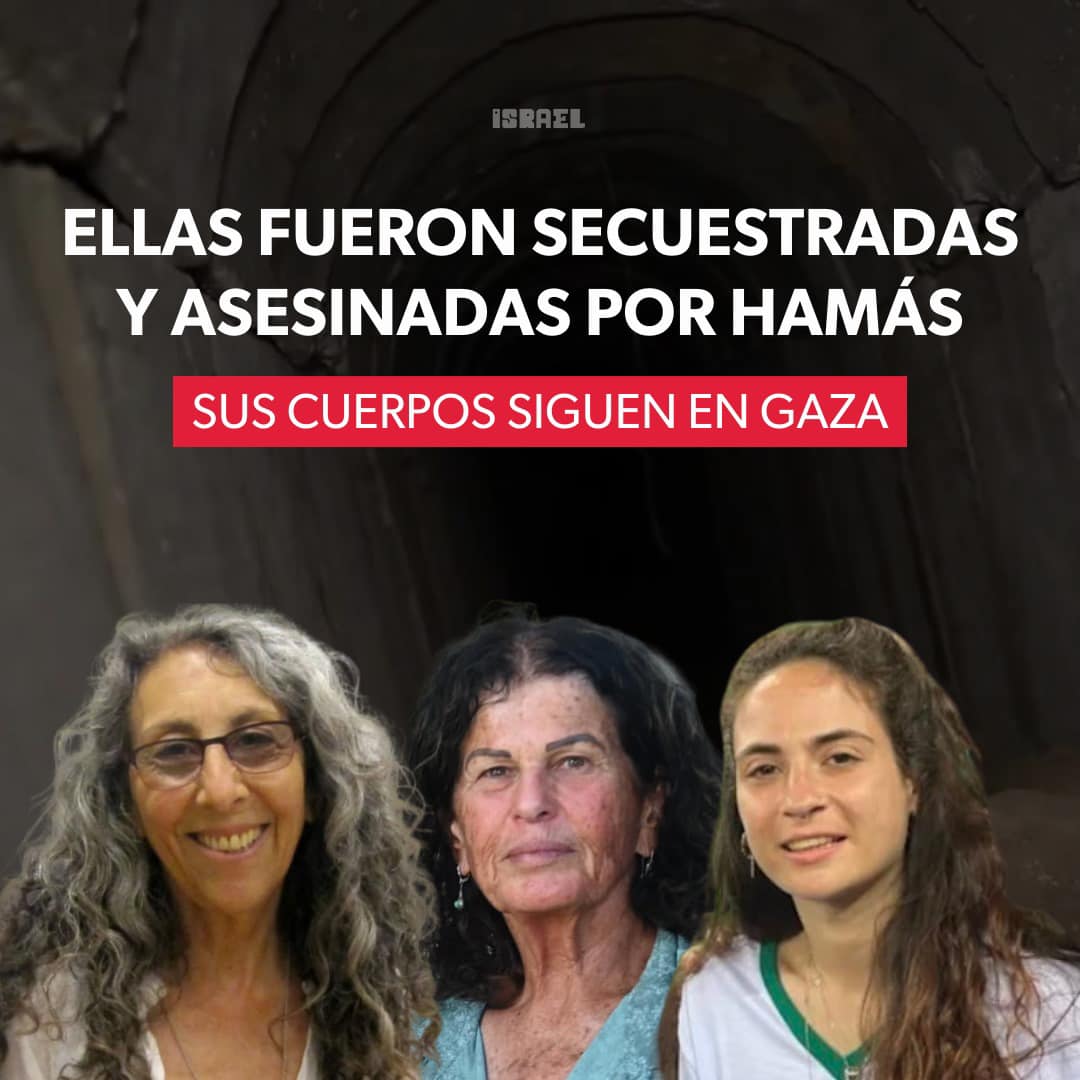 ISRAEL
ELLAS FUERON SECUESTRADAS
Y ASESINADAS POR HAMÁS
SUS CUERPOS SIGUEN EN GAZA